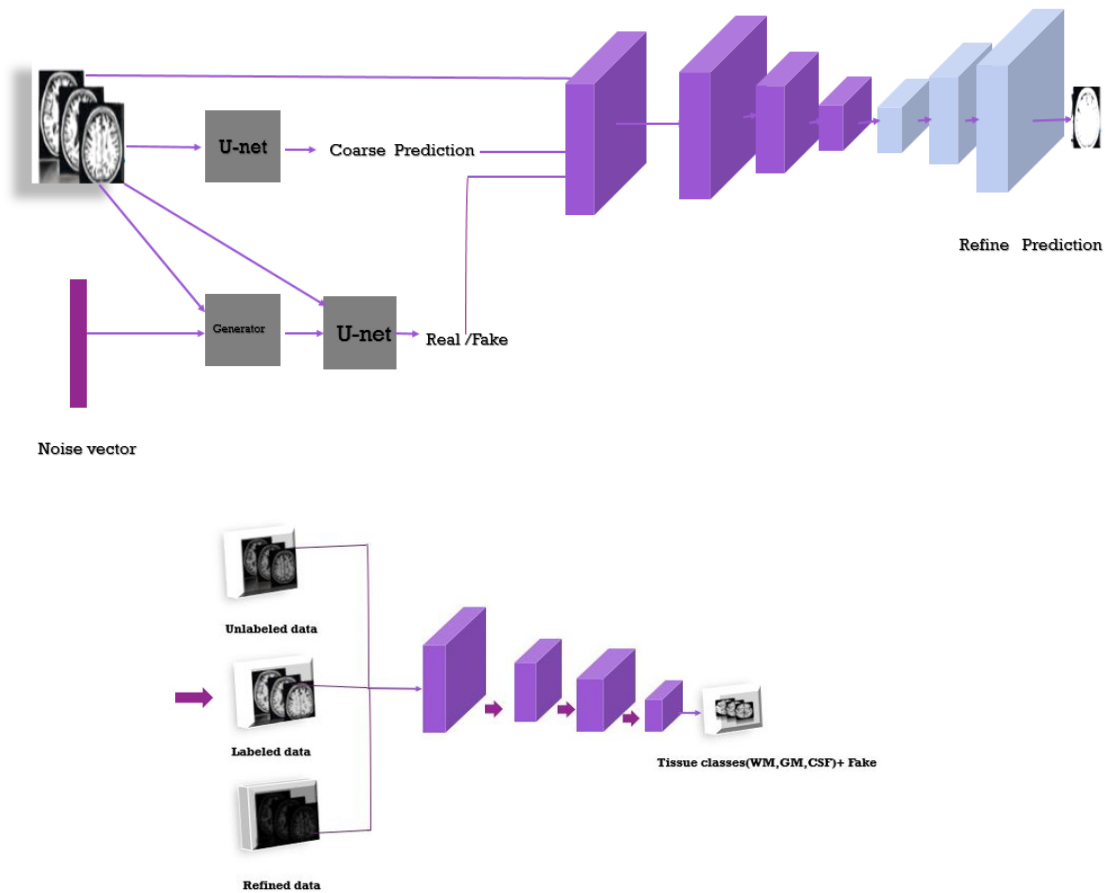 U-net
Coarse Prediction
Refine Prediction
Generator
U-net
Real /Fake
Noise vector
Unlabeled data
Labeled data
Tissue classes(WM,GM,CSF)+ Fake
Refined data